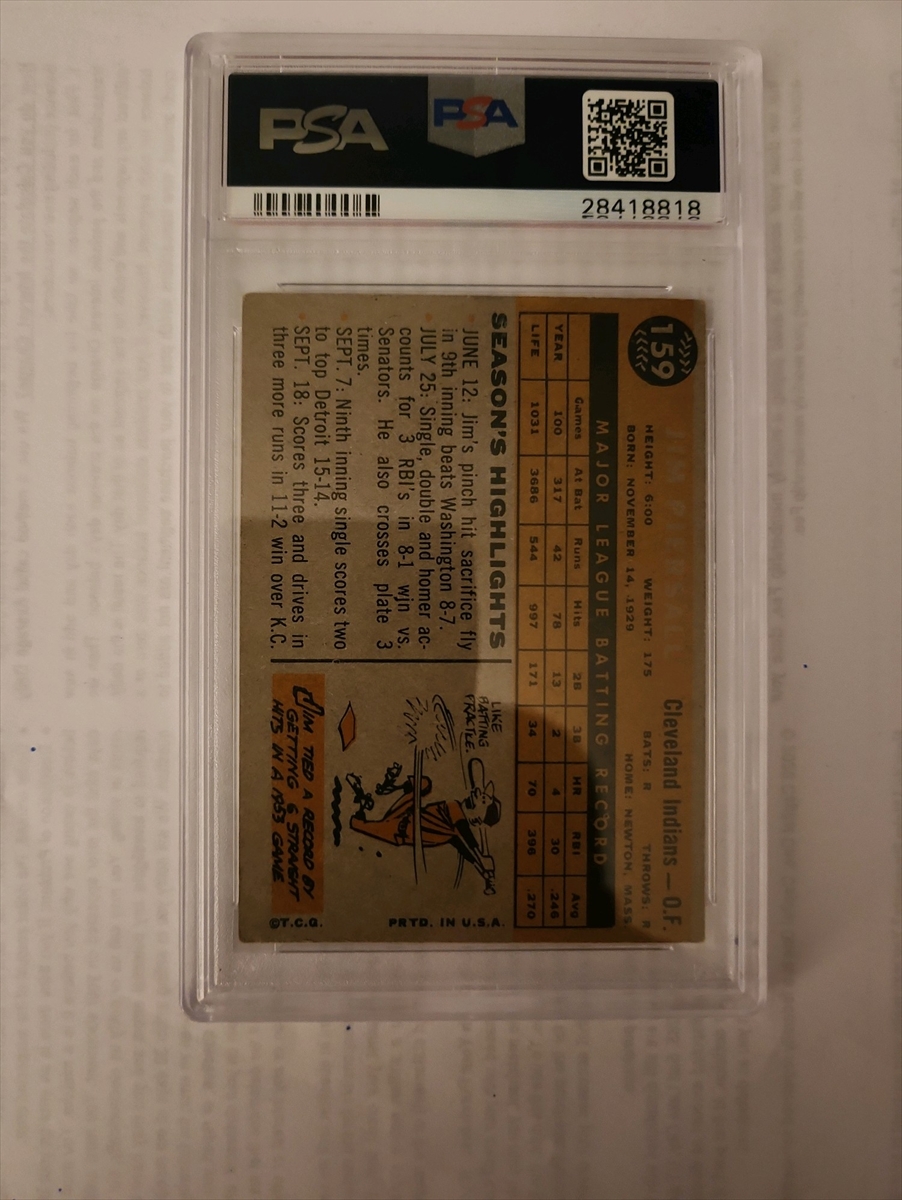 PSA
PSA
28418818
159
JIM PIERSALL
Cleveland Indians — O.F.
HEIGHT: 6:00 WEIGHT: 175 BATS: R THROWS: R
BORN: NOVEMBER 14, 1929 HOME: NEWTON, MASS.
MAJOR LEAGUE BATTING RECORD
Games At Bat Runs Hits 2B 3B HR RBI Avg
YEAR 100 317 42 78 13 2 4 30 .246
LIFE 1031 3686 544 997 171 34 70 396 .270
SEASON'S HIGHLIGHTS
JUNE 12: Jim's pinch hit sacrifice fly
in 9th inning beats Washington 8-7.
JULY 25: Single, double and homer ac-
counts for 3 RBI's in 8-1 win vs.
Senators. He also crosses plate 3
times.
SEPT. 7: Ninth inning single scores two
to top Detroit 15-14.
SEPT. 18: Scores three and drives in
three more runs in 11-2 win over K.C.
LIKE
BATTING
PRACTICE.
JIM TIED A RECORD BY
GETTING 6 STRAIGHT
HITS IN A 1953 GAME.
©T.C.G. PRTD. IN U.S.A.